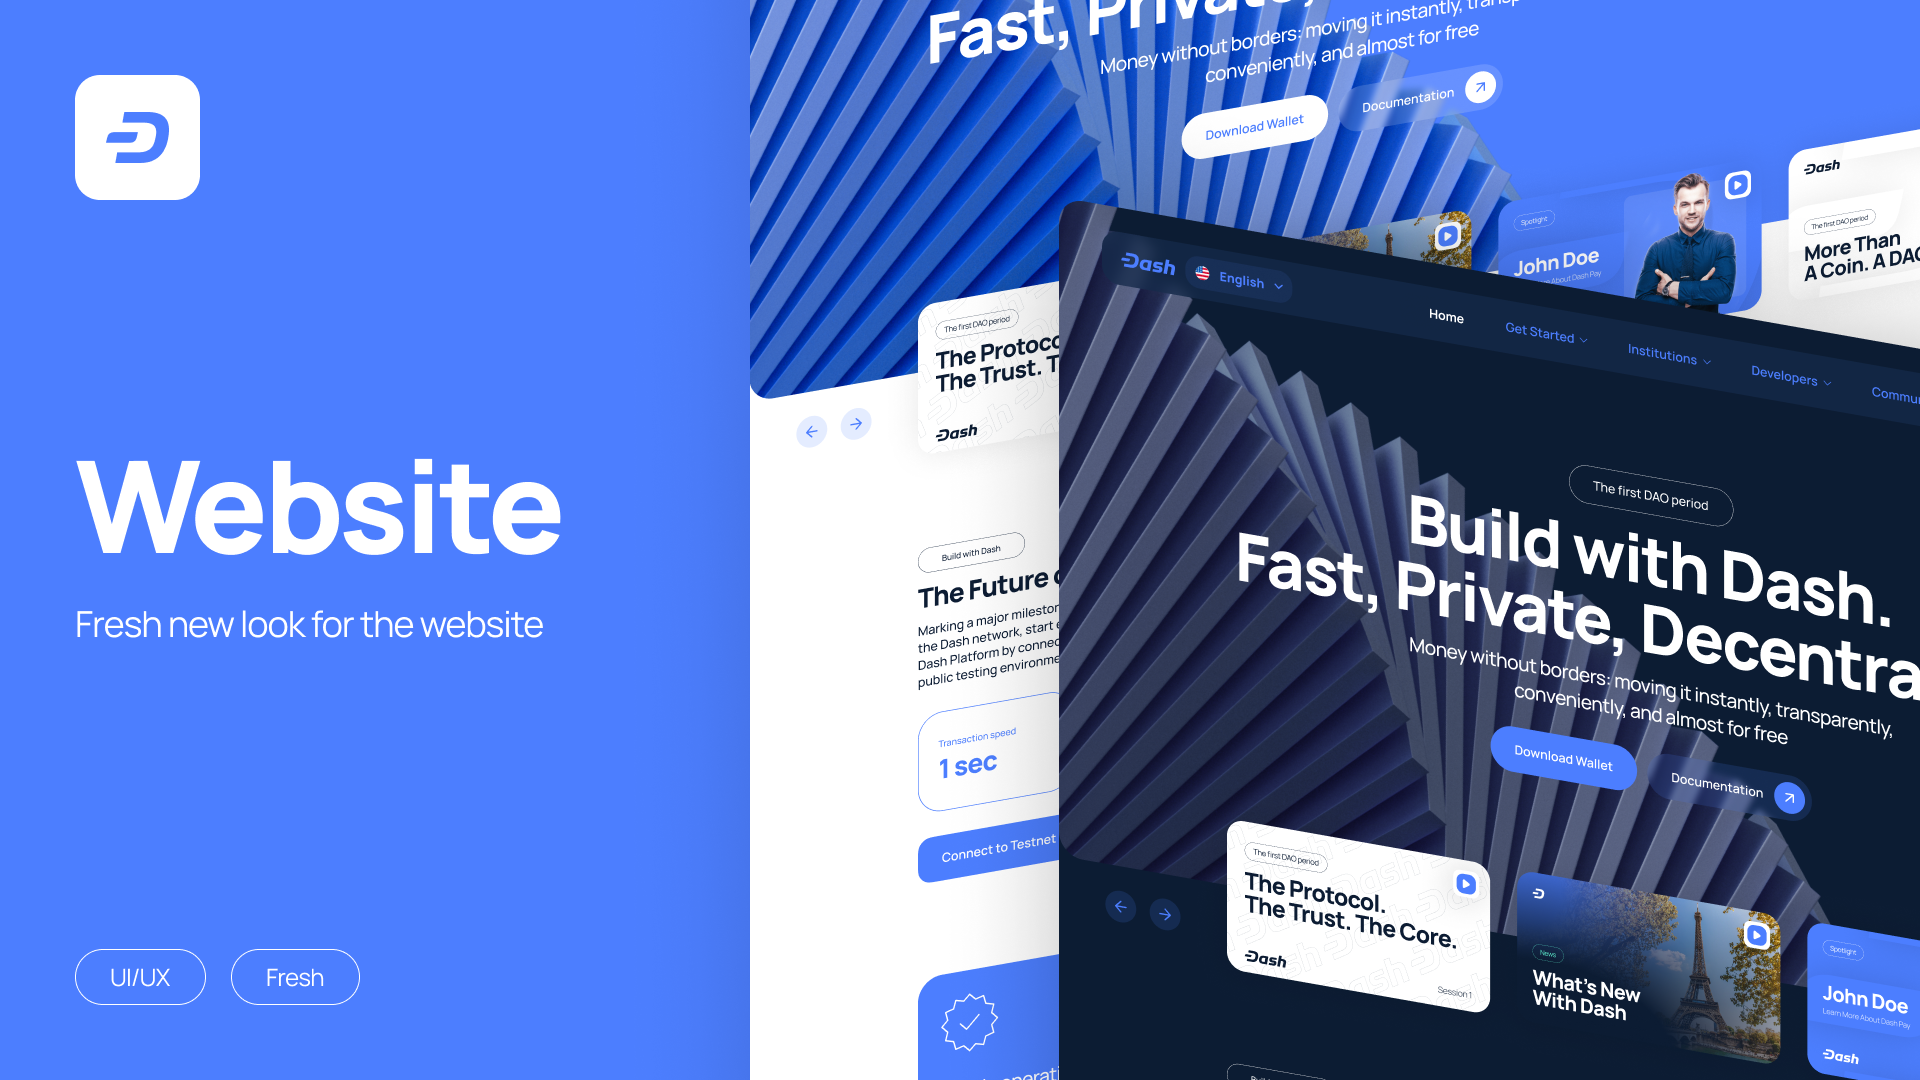 Website
Fresh new look for the website
UI/UX
Fresh
Fast, Private,
Money without borders: moving it instantly,
conveniently, and almost for free
Download Wallet
Documentation
Spotlight
John Doe
About Dash Pay
Dash
The first DAO period
More Than
A Coin. A DAO
The first DAO period
The Protocol
The Trust.
Dash
Build with Dash
The Future
Marking a major
the Dash network, start
Dash Platform by
public testing
Transaction speed
1 sec
Connect to Testnet
Dash
English
Home
Get Started
Institutions
Developers
The first DAO period
Build with Dash.
Fast, Private,
Money without borders: moving it instantly, transparently,
conveniently, and almost for free
Download Wallet
Documentation
The first DAO period
The Protocol.
The Trust. The Core.
Dash
Session 1
News
What's New
With Dash
Spotlight
John Doe
Learn More About Dash Pay
Dash